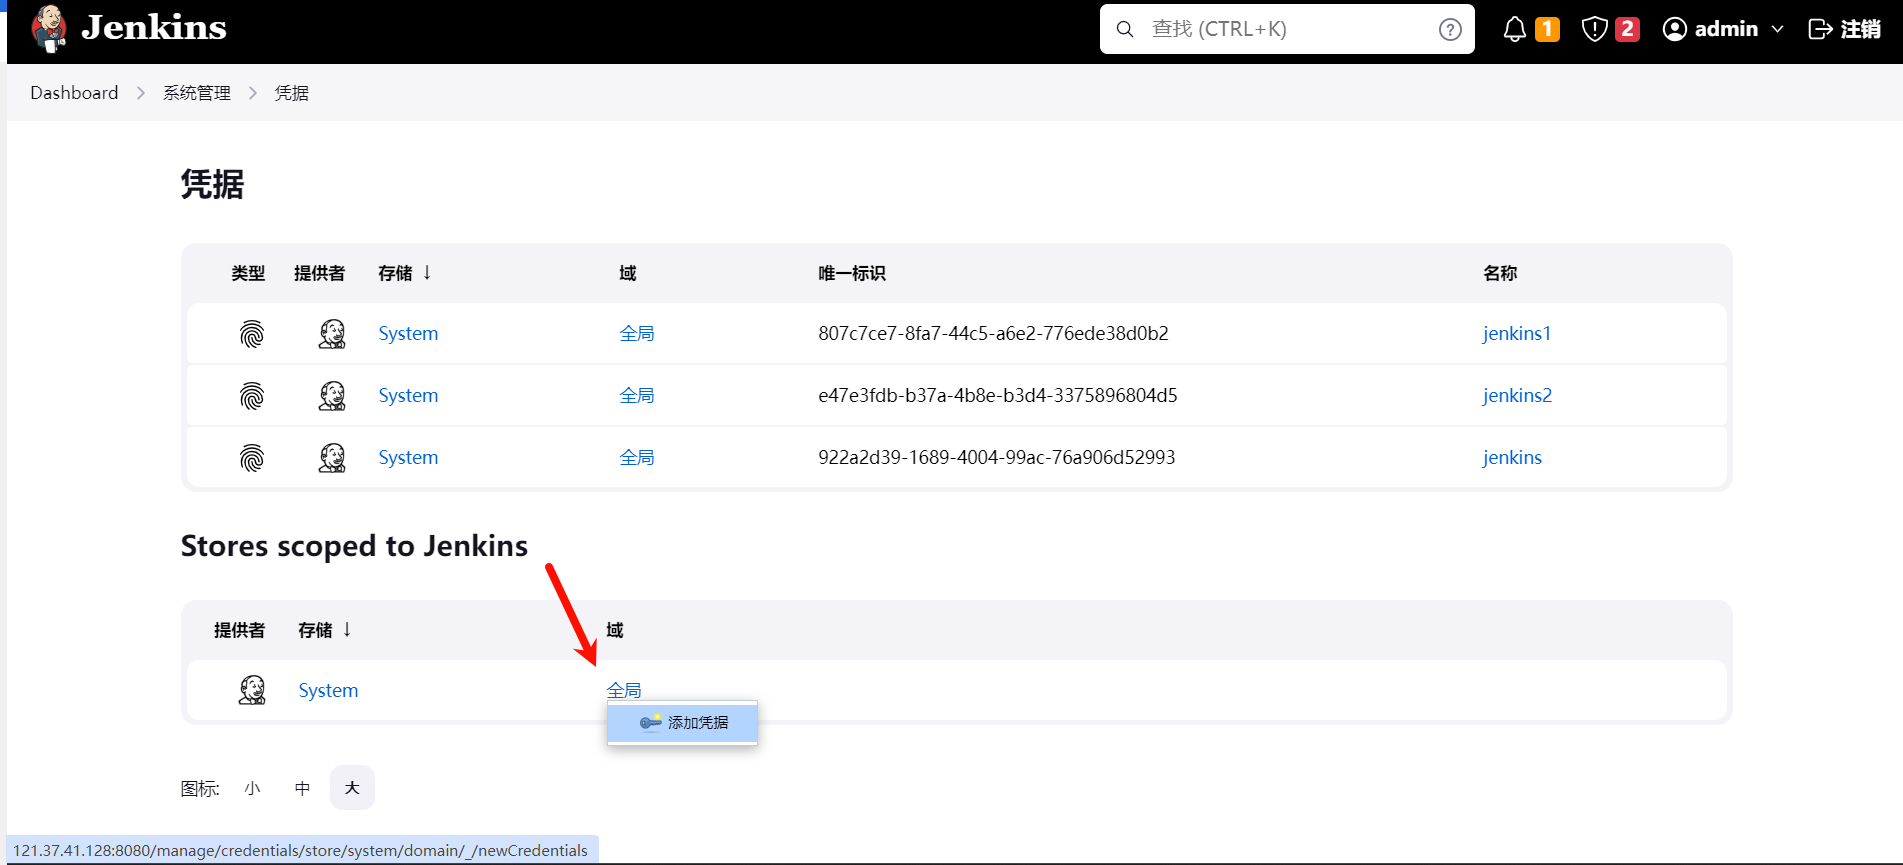 Jenkins
查找 (CTRL+K)
1
2
admin
注销
Dashboard 系统管理 凭据
凭据
类型 提供者 存储 ↓ 域 唯一标识 名称
System 全局 807c7ce7-8fa7-44c5-a6e2-776ede38d0b2 jenkins1
System 全局 e47e3fdb-b37a-4b8e-b3d4-3375896804d5 jenkins2
System 全局 922a2d39-1689-4004-99ac-76a906d52993 jenkins
Stores scoped to Jenkins
提供者 存储 ↓ 域
System 全局
添加凭据
图标: 小 中 大
121.37.41.128:8080/manage/credentials/store/system/domain/_/newCredentials